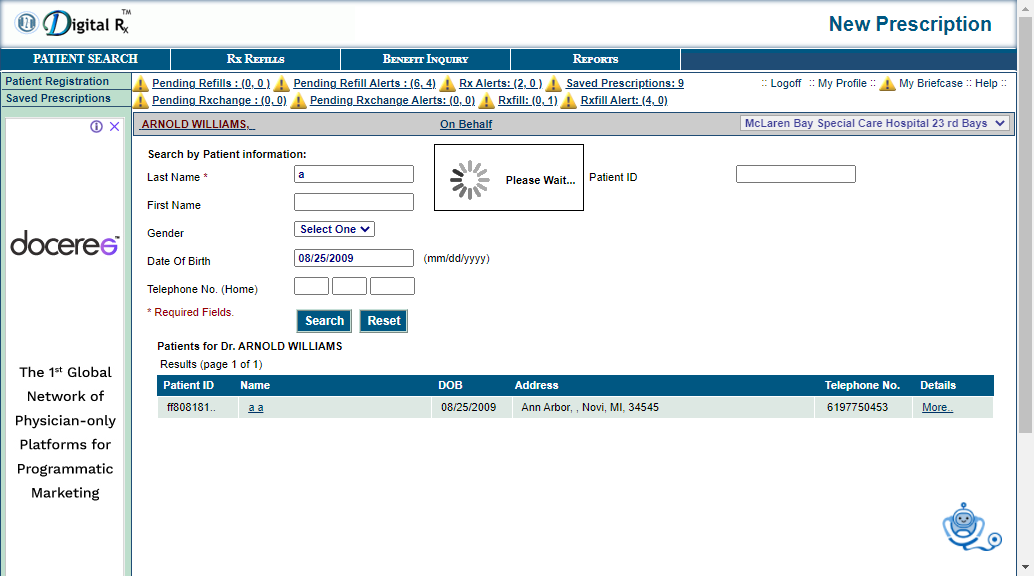 Digital Rx TM
New Prescription
PATIENT SEARCH RX REFILLS BENEFIT INQUIRY REPORTS
Patient Registration
Saved Prescriptions
Pending Refills : (0, 0 ) Pending Refill Alerts : (6, 4) Rx Alerts: (2, 0 ) Saved Prescriptions: 9 :: Logoff :: My Profile :: My Briefcase :: Help ::
Pending Rxchange : (0, 0) Pending Rxchange Alerts: (0, 0) Rxfill: (0, 1) Rxfill Alert: (4, 0)
ARNOLD WILLIAMS, On Behalf McLaren Bay Special Care Hospital 23 rd Bays
Search by Patient information:
Last Name * a Please Wait... Patient ID
First Name
Gender Select One
Date Of Birth 08/25/2009 (mm/dd/yyyy)
Telephone No. (Home)
* Required Fields.
Search Reset
Patients for Dr. ARNOLD WILLIAMS
Results (page 1 of 1)
Patient ID Name DOB Address Telephone No. Details
ff808181.. a a 08/25/2009 Ann Arbor, , Novi, MI, 34545 6197750453 More..
doceree™
The 1st Global
Network of
Physician-only
Platforms for
Programmatic
Marketing